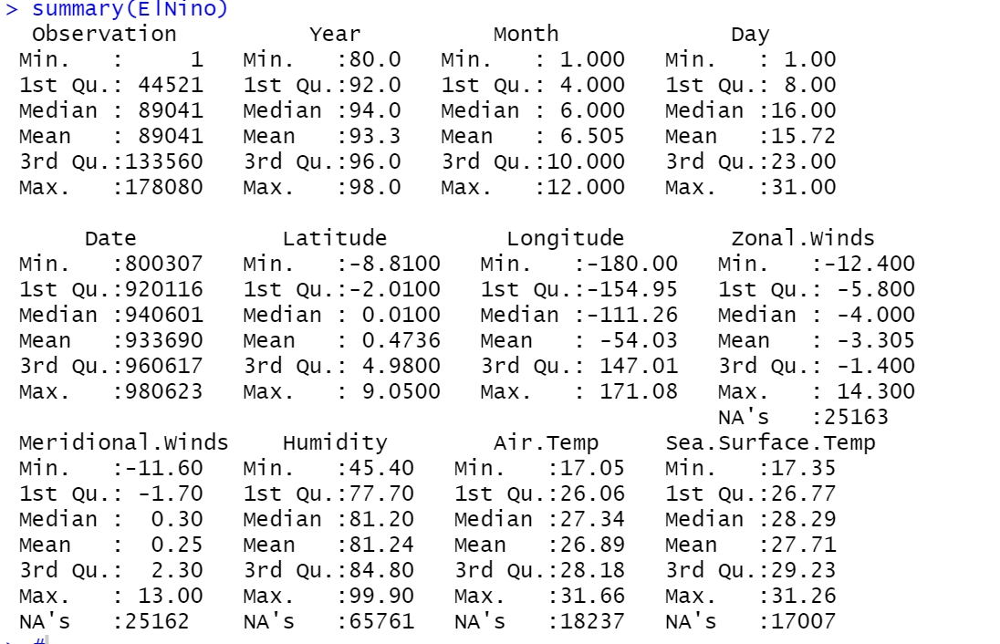 > summary(ElNino)
  Observation          Year          Month             Day
 Min.   :     1   Min.   :80.0   Min.   : 1.000   Min.   : 1.00
 1st Qu.: 44521   1st Qu.:92.0   1st Qu.: 4.000   1st Qu.: 8.00
 Median : 89041   Median :94.0   Median : 6.000   Median :16.00
 Mean   : 89041   Mean   :93.3   Mean   : 6.505   Mean   :15.72
 3rd Qu.:133560   3rd Qu.:96.0   3rd Qu.:10.000   3rd Qu.:23.00
 Max.   :178080   Max.   :98.0   Max.   :12.000   Max.   :31.00
      Date           Latitude         Longitude        Zonal.Winds
 Min.   :800307   Min.   :-8.8100   Min.   :-180.00   Min.   :-12.400
 1st Qu.:920116   1st Qu.:-2.0100   1st Qu.:-154.95   1st Qu.: -5.800
 Median :940601   Median : 0.0100   Median :-111.26   Median : -4.000
 Mean   :933690   Mean   : 0.4736   Mean   : -54.03   Mean   : -3.305
 3rd Qu.:960617   3rd Qu.: 4.9800   3rd Qu.: 147.01   3rd Qu.: -1.400
 Max.   :980623   Max.   : 9.0500   Max.   : 171.08   Max.   : 14.300
                                                      NA's   :25163
 Meridional.Winds    Humidity        Air.Temp     Sea.Surface.Temp
 Min.   :-11.60   Min.   :45.40   Min.   :17.05   Min.   :17.35
 1st Qu.: -1.70   1st Qu.:77.70   1st Qu.:26.06   1st Qu.:26.77
 Median :  0.30   Median :81.20   Median :27.34   Median :28.29
 Mean   :  0.25   Mean   :81.24   Mean   :26.89   Mean   :27.71
 3rd Qu.:  2.30   3rd Qu.:84.80   3rd Qu.:28.18   3rd Qu.:29.23
 Max.   : 13.00   Max.   :99.90   Max.   :31.66   Max.   :31.26
 NA's   :25162    NA's   :65761   NA's   :18237   NA's   :17007
> #